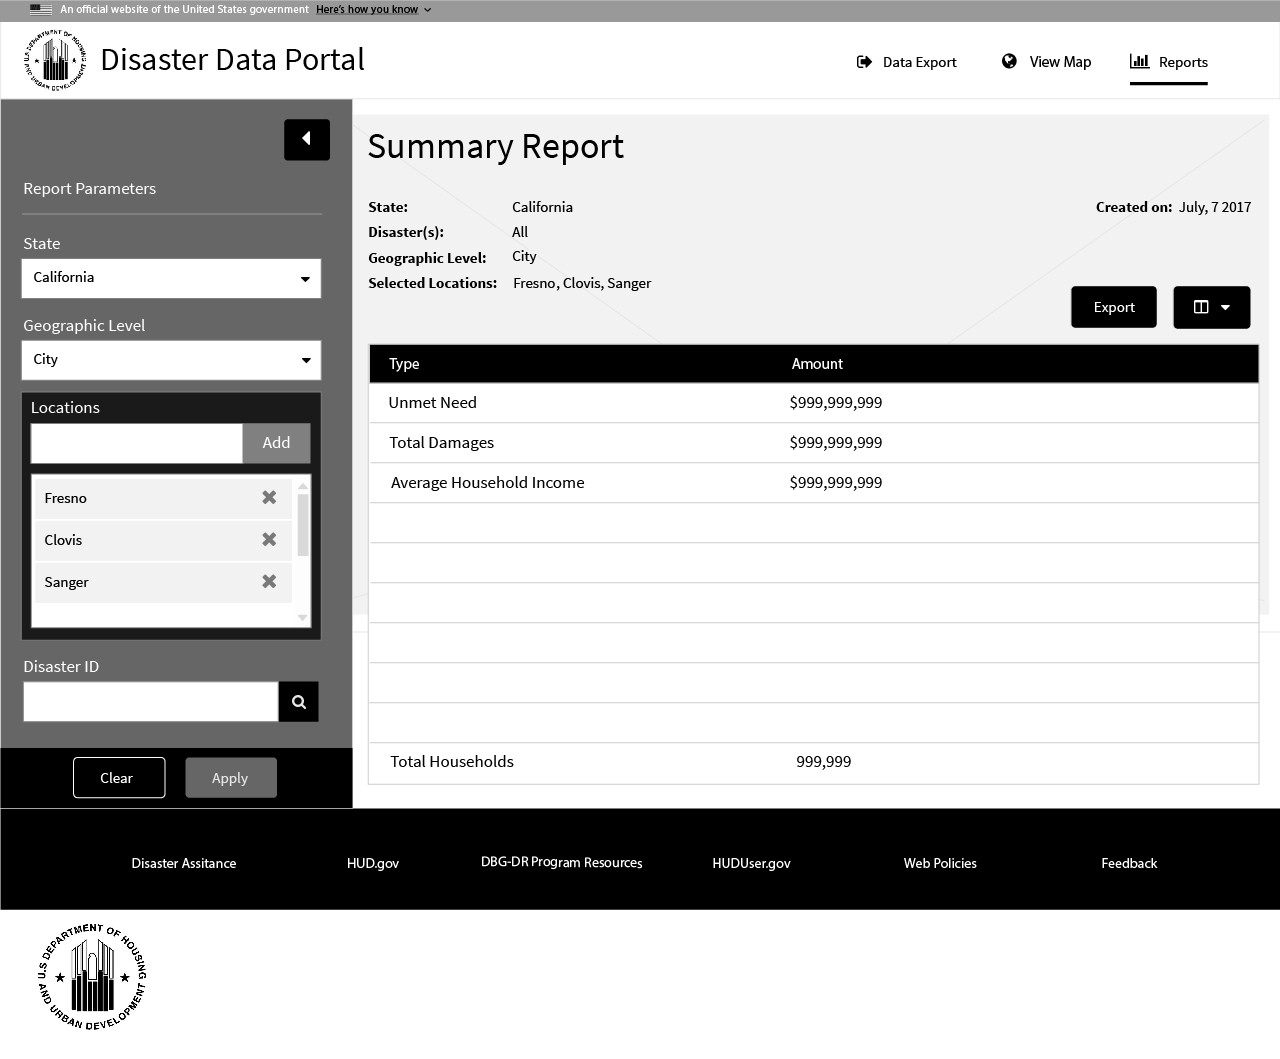 An official website of the United States government Here's how you know
U.S DEPARTMENT OF HOUSING AND URBAN DEVELOPMENT
Disaster Data Portal
Data Export
View Map
Reports
Report Parameters
State
California
Geographic Level
City
Locations
Add
Fresno
Clovis
Sanger
Disaster ID
Clear
Apply
Summary Report
State: California
Created on: July, 7 2017
Disaster(s): All
Geographic Level: City
Selected Locations: Fresno, Clovis, Sanger
Export
Type Amount
Unmet Need $999,999,999
Total Damages $999,999,999
Average Household Income $999,999,999
Total Households 999,999
Disaster Assitance
HUD.gov
DBG-DR Program Resources
HUDUser.gov
Web Policies
Feedback
U.S DEPARTMENT OF HOUSING
AND URBAN DEVELOPMENT